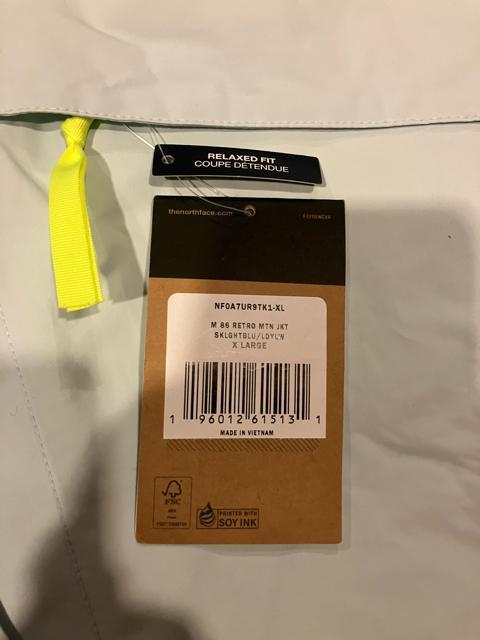 RELAXED FIT
COUPE DÉTENDUE
thenorthface.com
NF0A7UR9TK1-XL
M 86 RETRO MTN JKT
SKLGHTBLU/LDYL'W
X LARGE
1 96012 61513 1
MADE IN VIETNAM
FSC
MIX
PRINTED WITH
SOY INK